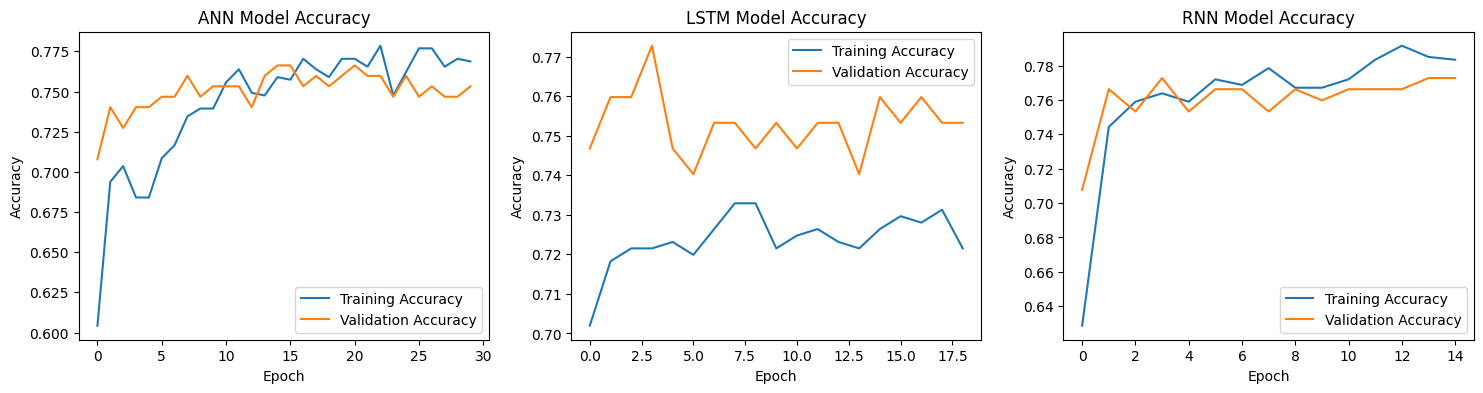 ANN Model Accuracy
0.775
0.750
0.725
0.700
0.675
0.650
0.625
0.600
Accuracy
Training Accuracy
Validation Accuracy
0 5 10 15 20 25 30
Epoch
LSTM Model Accuracy
0.77
0.76
0.75
0.74
0.73
0.72
0.71
0.70
Accuracy
Training Accuracy
Validation Accuracy
0.0 2.5 5.0 7.5 10.0 12.5 15.0 17.5
Epoch
RNN Model Accuracy
0.78
0.76
0.74
0.72
0.70
0.68
0.66
0.64
Accuracy
Training Accuracy
Validation Accuracy
0 2 4 6 8 10 12 14
Epoch